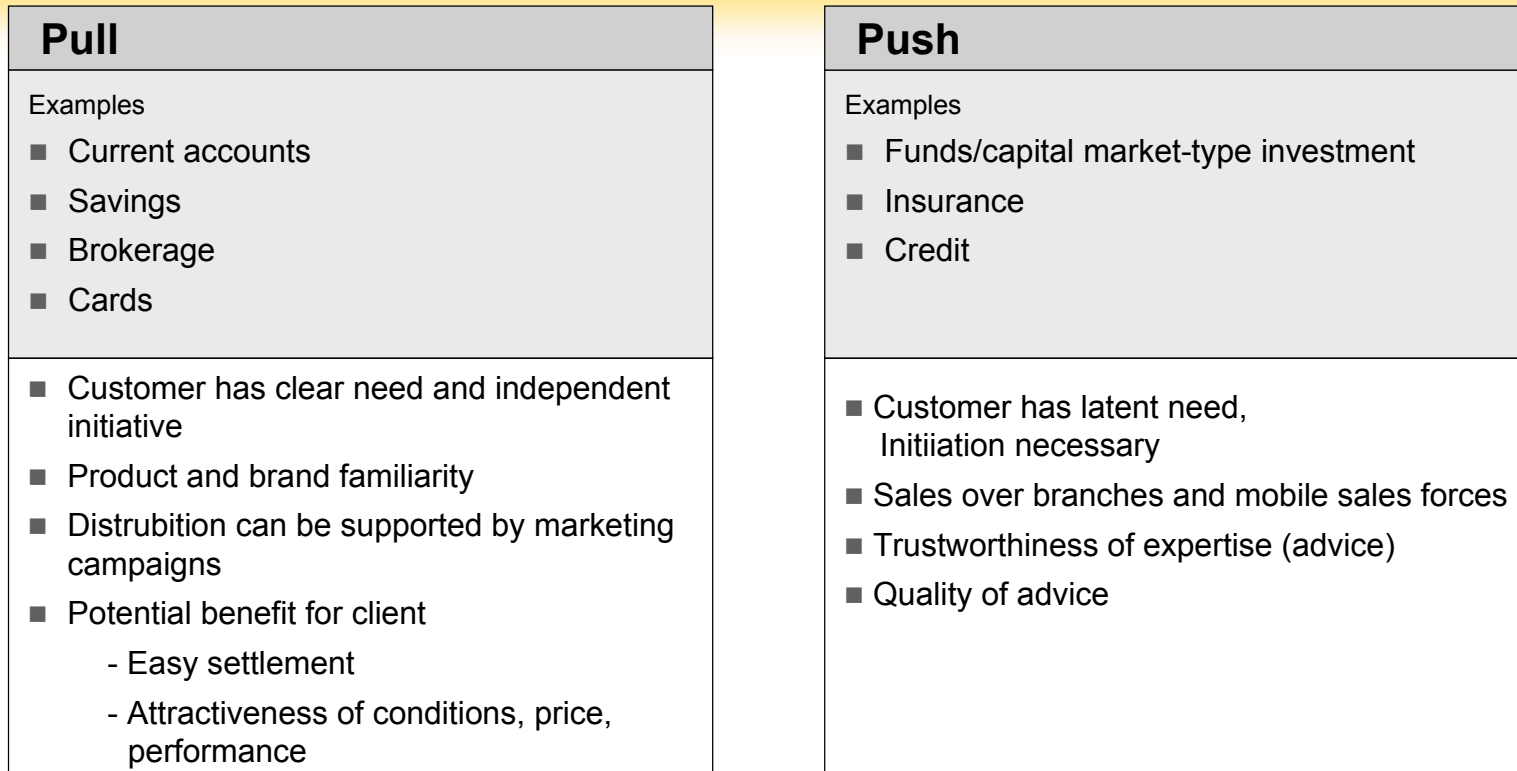 Pull
Examples
■ Current accounts
■ Savings
■ Brokerage
■ Cards
■ Customer has clear need and independent
initiative
■ Product and brand familiarity
■ Distrubition can be supported by marketing
campaigns
■ Potential benefit for client
- Easy settlement
- Attractiveness of conditions, price,
performance
Push
Examples
■ Funds/capital market-type investment
■ Insurance
■ Credit
■ Customer has latent need,
Initiiation necessary
■ Sales over branches and mobile sales forces
■ Trustworthiness of expertise (advice)
■ Quality of advice